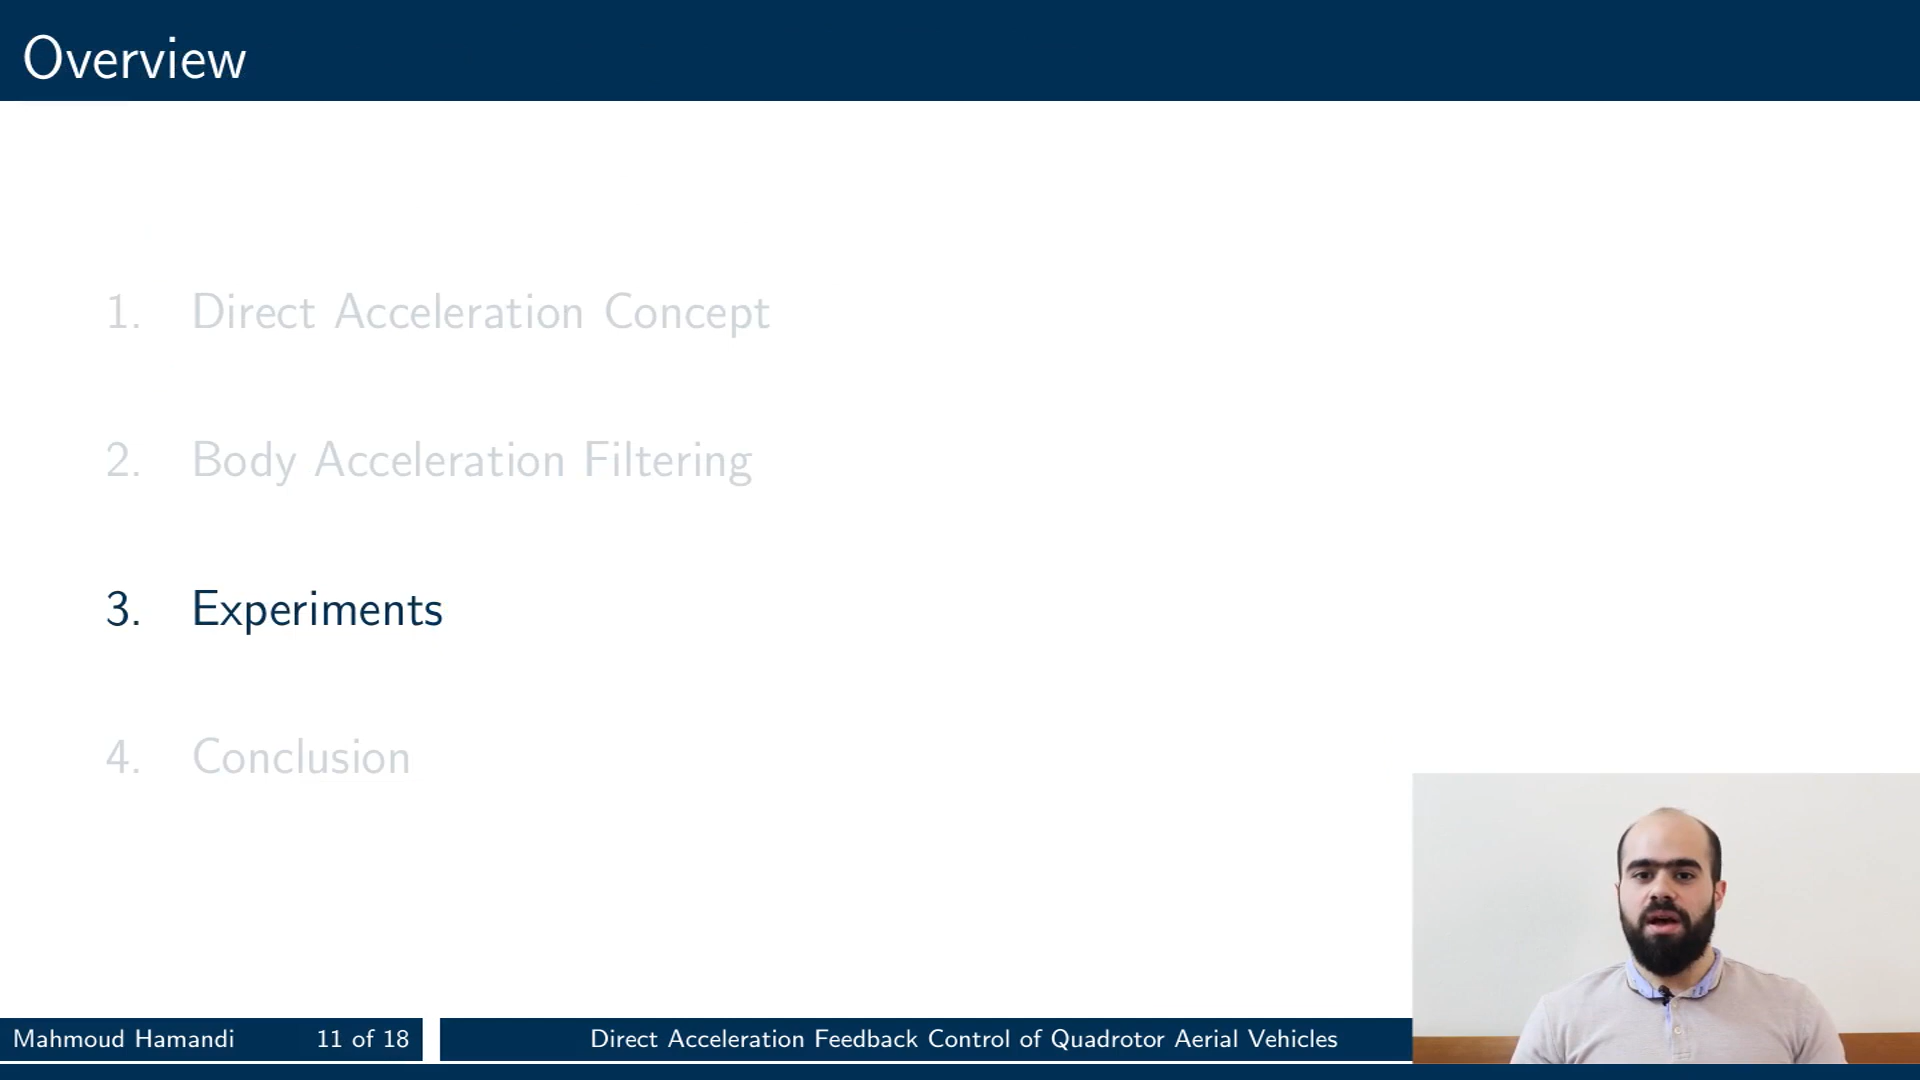 Overview
1. Direct Acceleration Concept
2. Body Acceleration Filtering
3. Experiments
4. Conclusion
Mahmoud Hamandi 11 of 18 Direct Acceleration Feedback Control of Quadrotor Aerial Vehicles